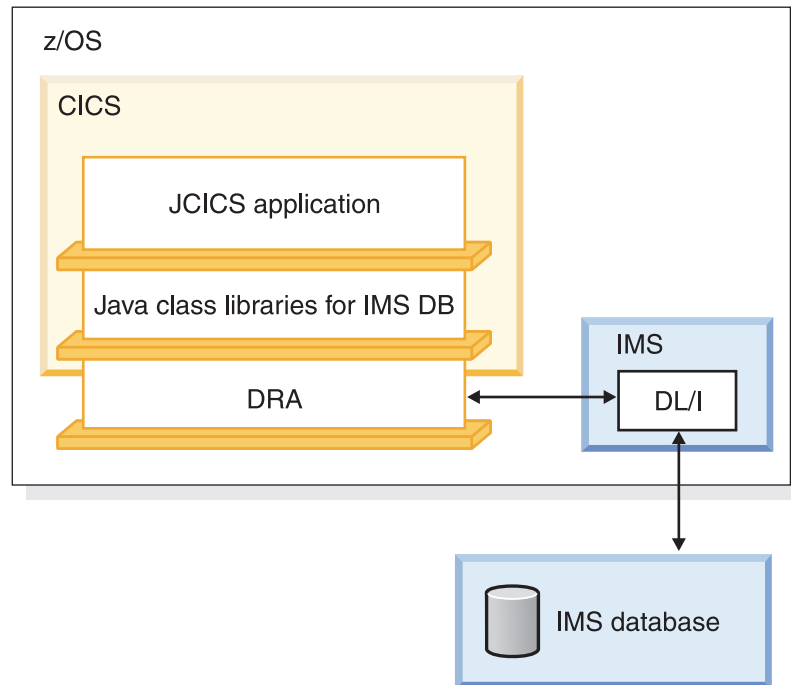 z/OS
CICS
JCICS application
Java class libraries for IMS DB
DRA
IMS
DL/I
IMS database